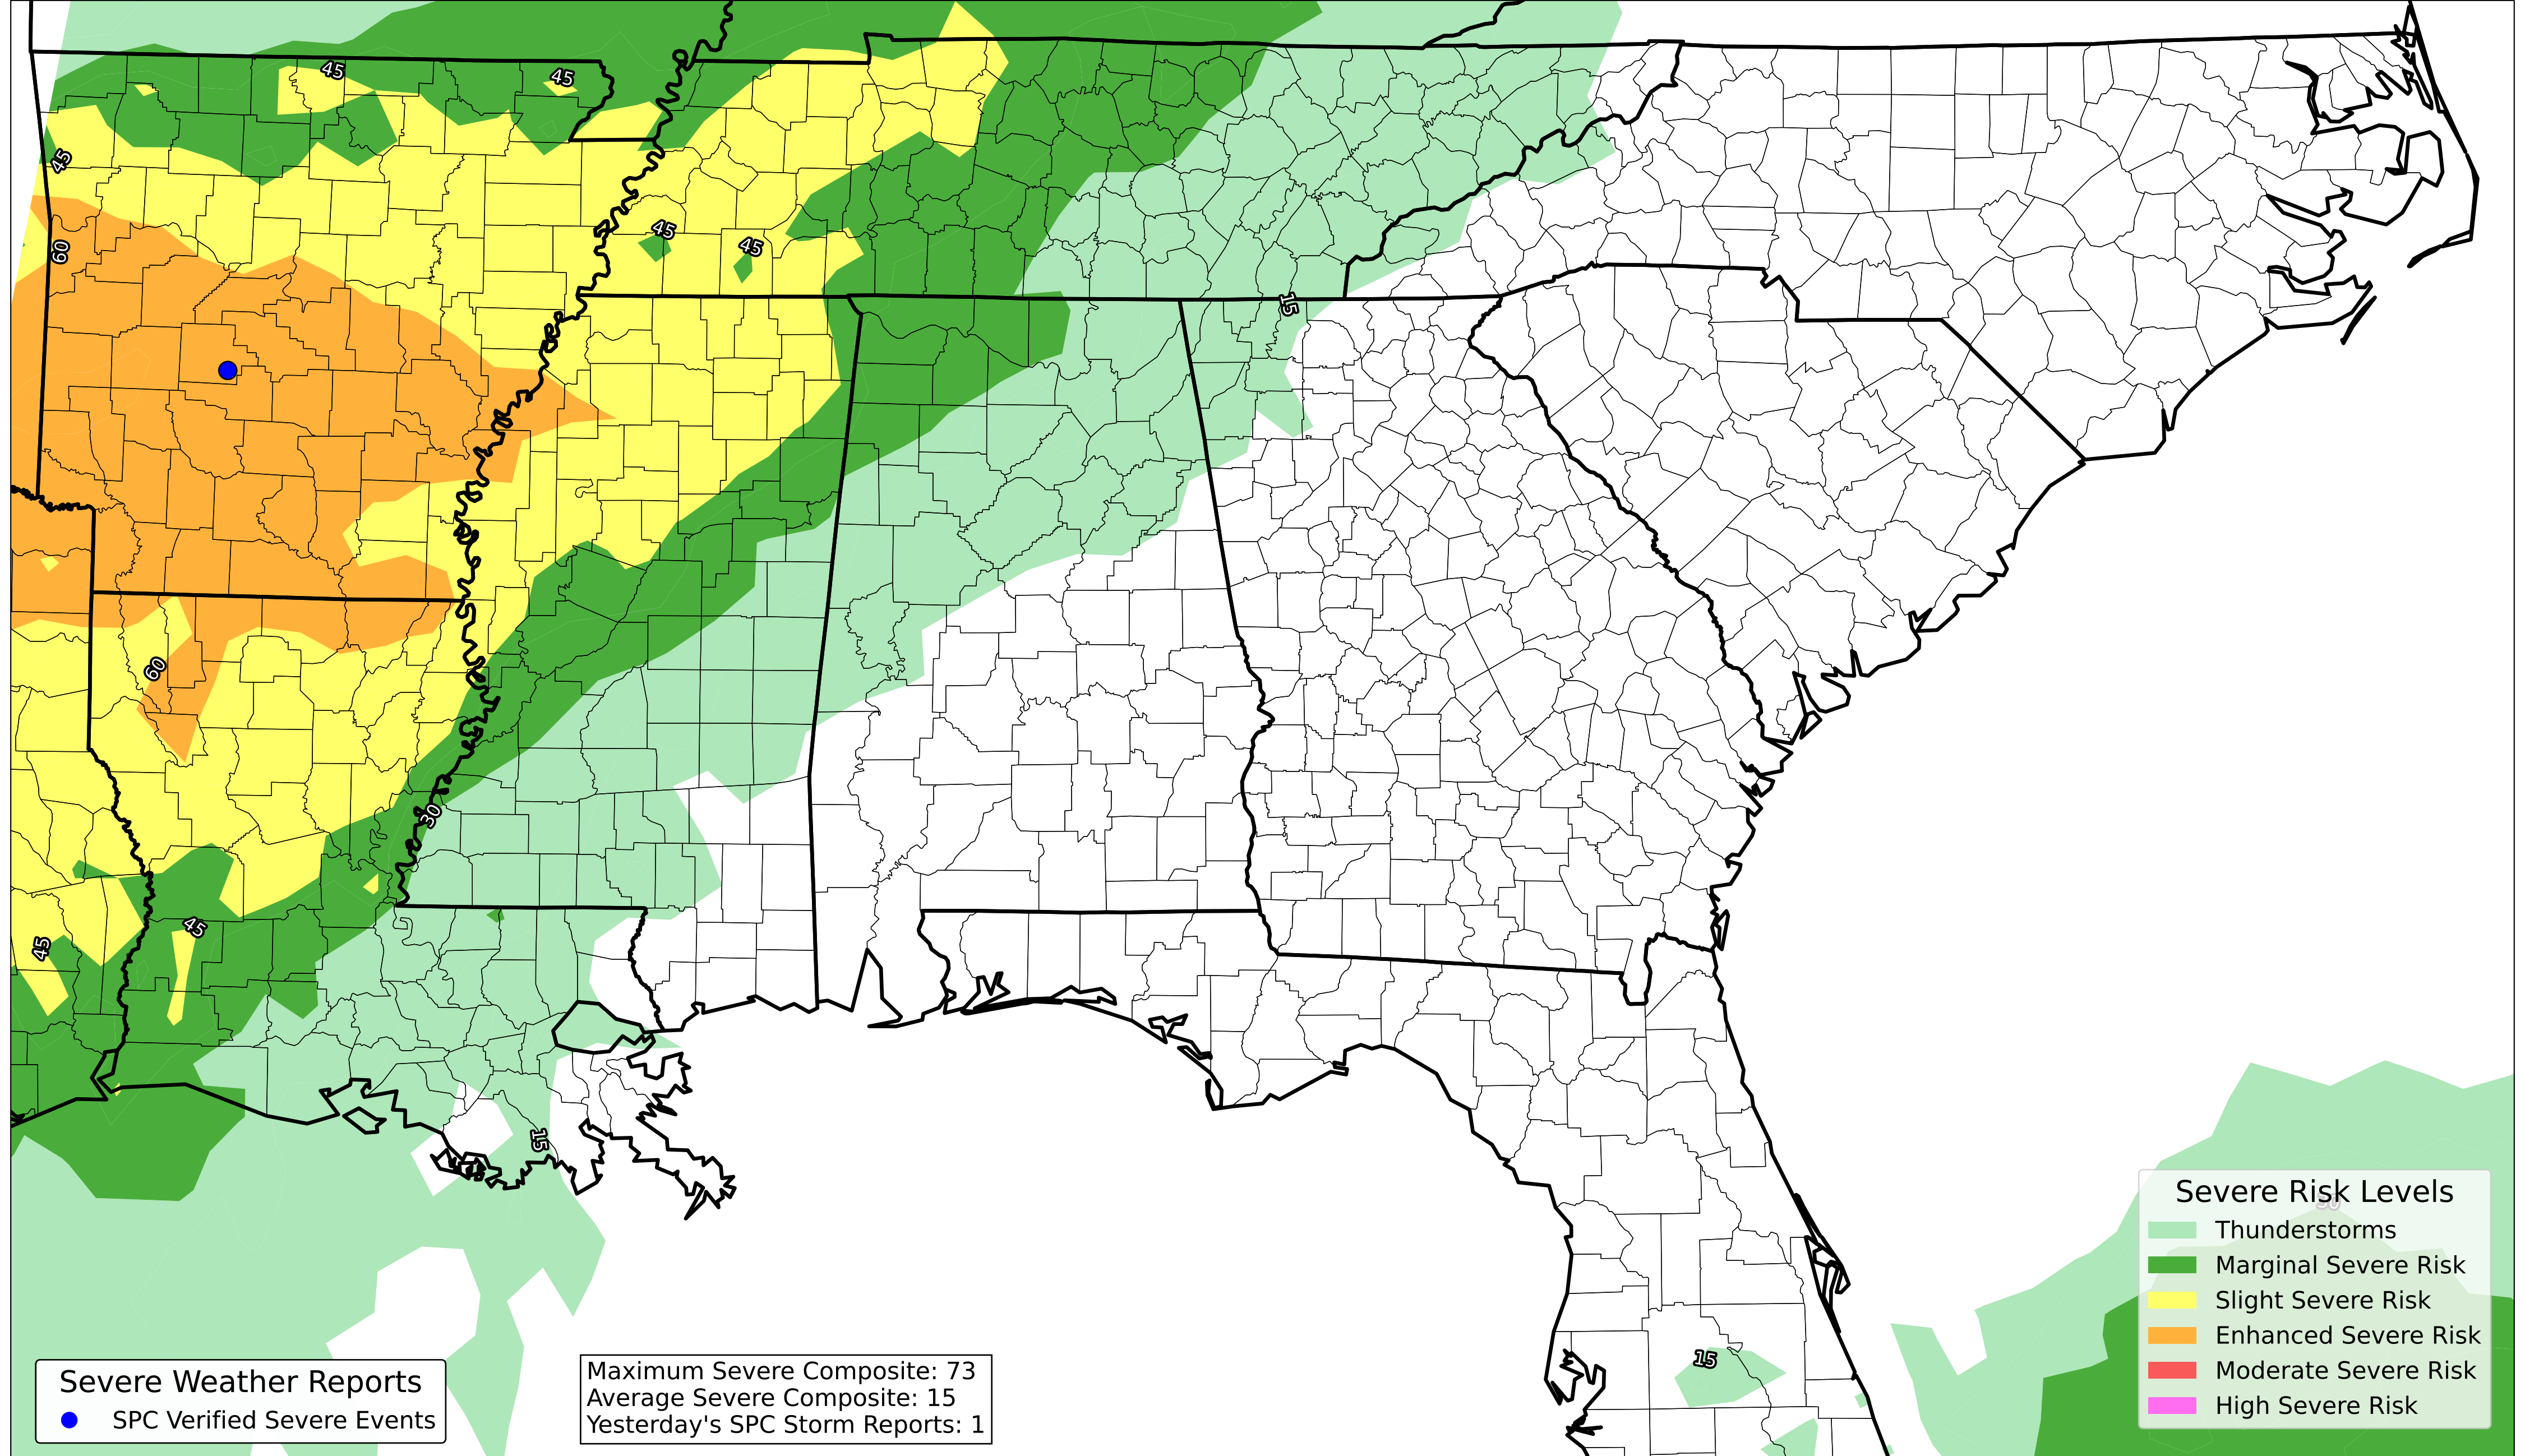 45
45
45
60
45
45
15
60
30
45
45
15
15
30
Severe Risk Levels
Thunderstorms
Marginal Severe Risk
Slight Severe Risk
Enhanced Severe Risk
Moderate Severe Risk
High Severe Risk
Severe Weather Reports
SPC Verified Severe Events
Maximum Severe Composite: 73
Average Severe Composite: 15
Yesterday's SPC Storm Reports: 1